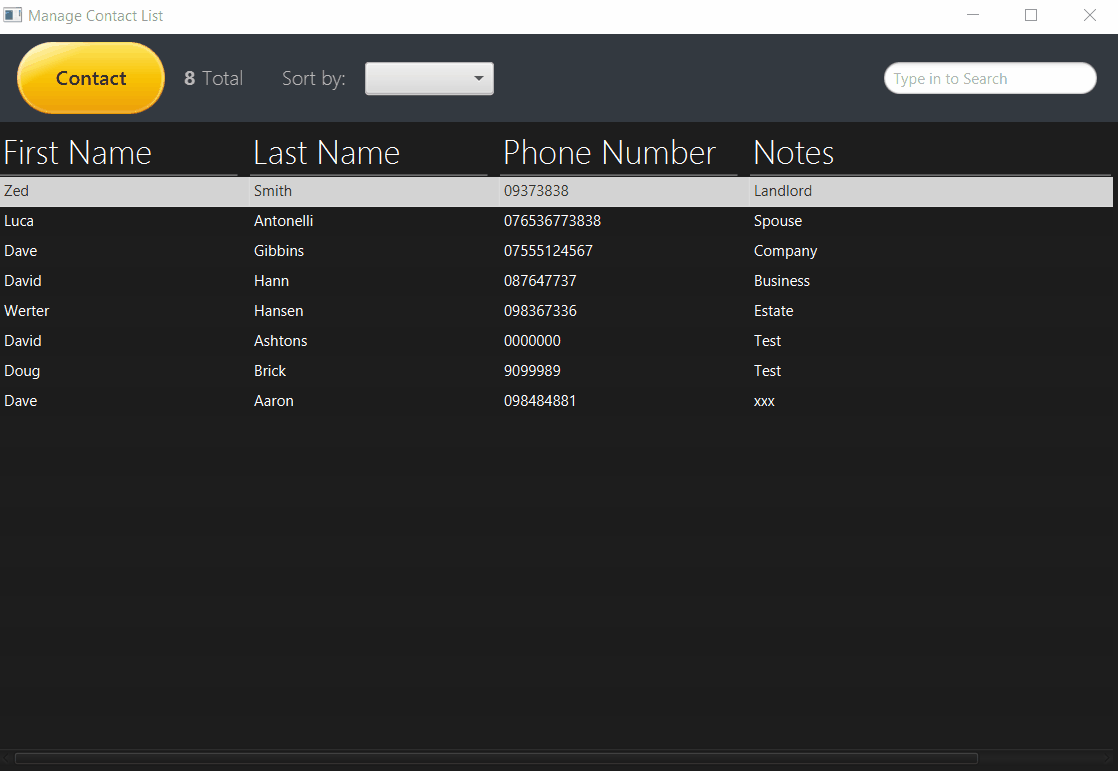 Manage Contact List
Contact 8 Total Sort by: Type in to Search
First Name Last Name Phone Number Notes
Zed Smith 09373838 Landlord
Luca Antonelli 076536773838 Spouse
Dave Gibbins 07555124567 Company
David Hann 087647737 Business
Werter Hansen 098367336 Estate
David Ashtons 0000000 Test
Doug Brick 9099989 Test
Dave Aaron 098484881 xxx